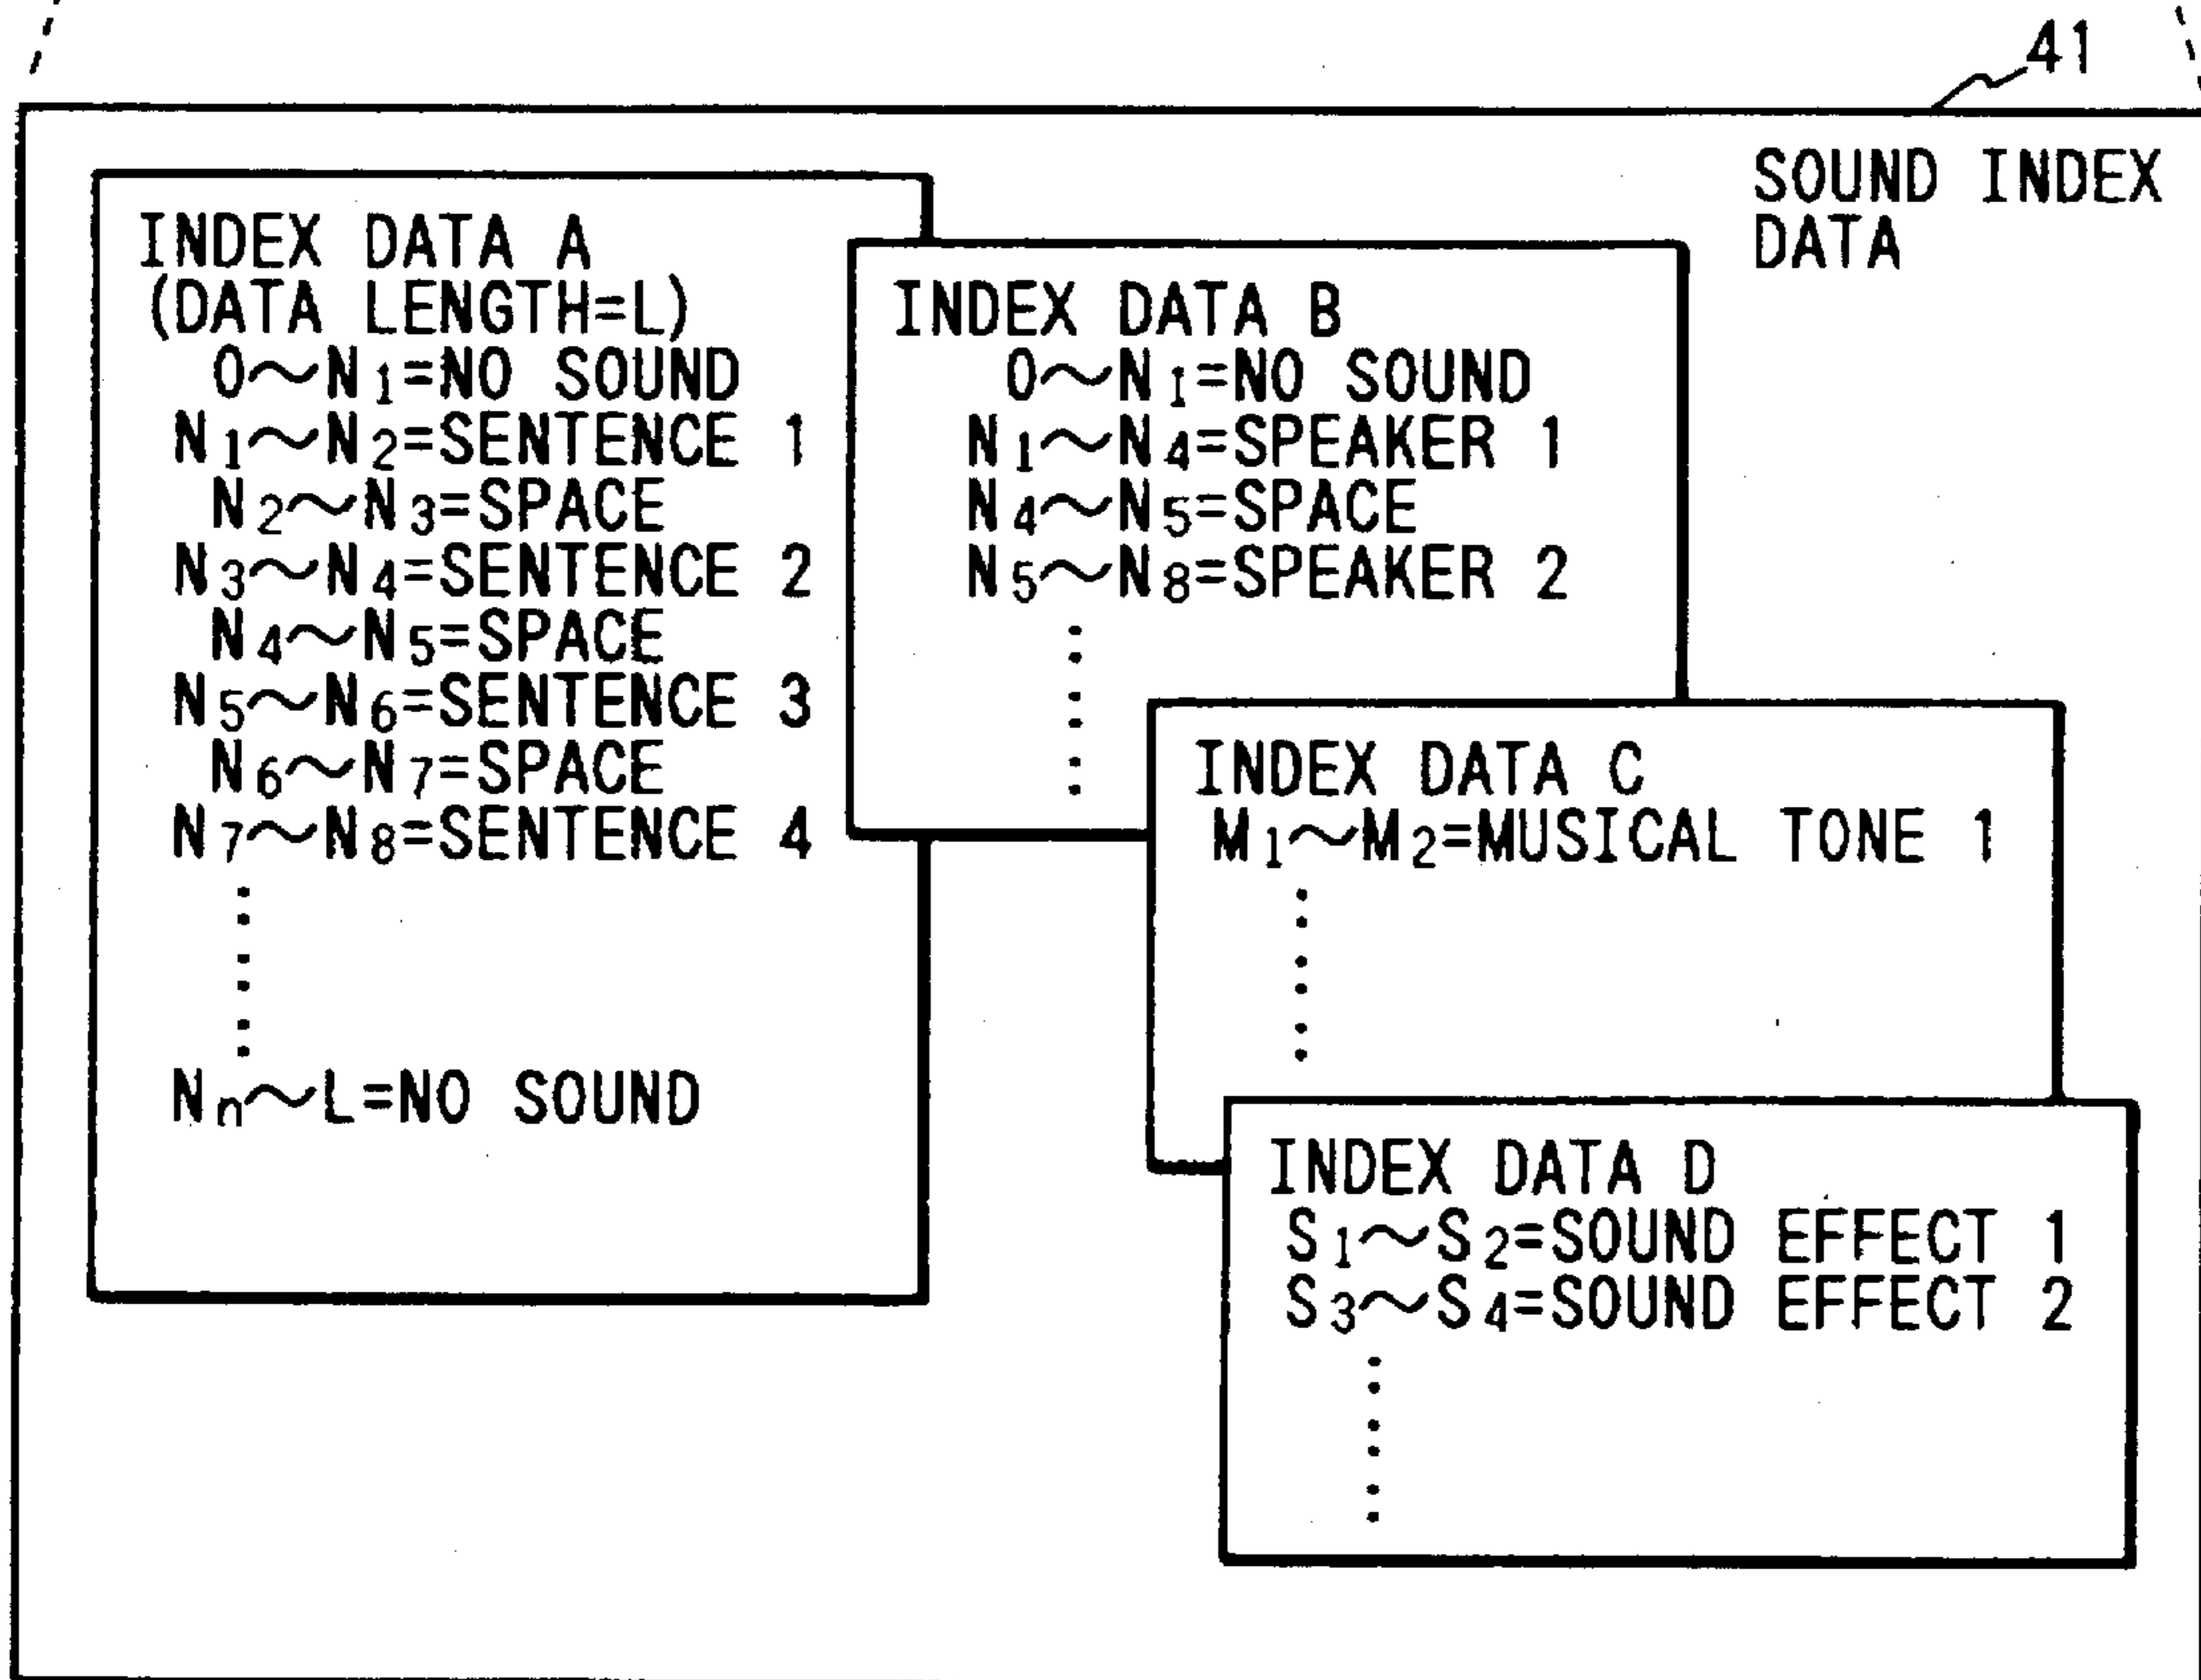 41
SOUND INDEX
DATA
INDEX DATA A
(DATA LENGTH=L)
0～N₁=NO SOUND
N₁～N₂=SENTENCE 1
N₂～N₃=SPACE
N₃～N₄=SENTENCE 2
N₄～N₅=SPACE
N₅～N₆=SENTENCE 3
N₆～N₇=SPACE
N₇～N₈=SENTENCE 4
Nₙ～L=NO SOUND
INDEX DATA B
0～N₁=NO SOUND
N₁～N₄=SPEAKER 1
N₄～N₅=SPACE
N₅～N₈=SPEAKER 2
INDEX DATA C
M₁～M₂=MUSICAL TONE 1
INDEX DATA D
S₁～S₂=SOUND EFFECT 1
S₃～S₄=SOUND EFFECT 2